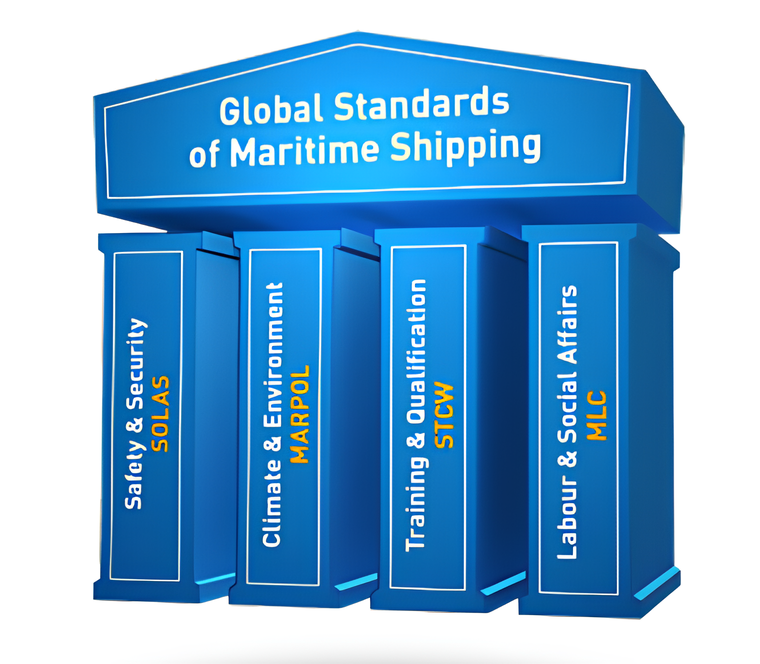 Global Standards
of Maritime Shipping
Safety & Security
SOLAS
Climate & Environment
MARPOL
Training & Qualification
STCW
Labour & Social Affairs
MLC